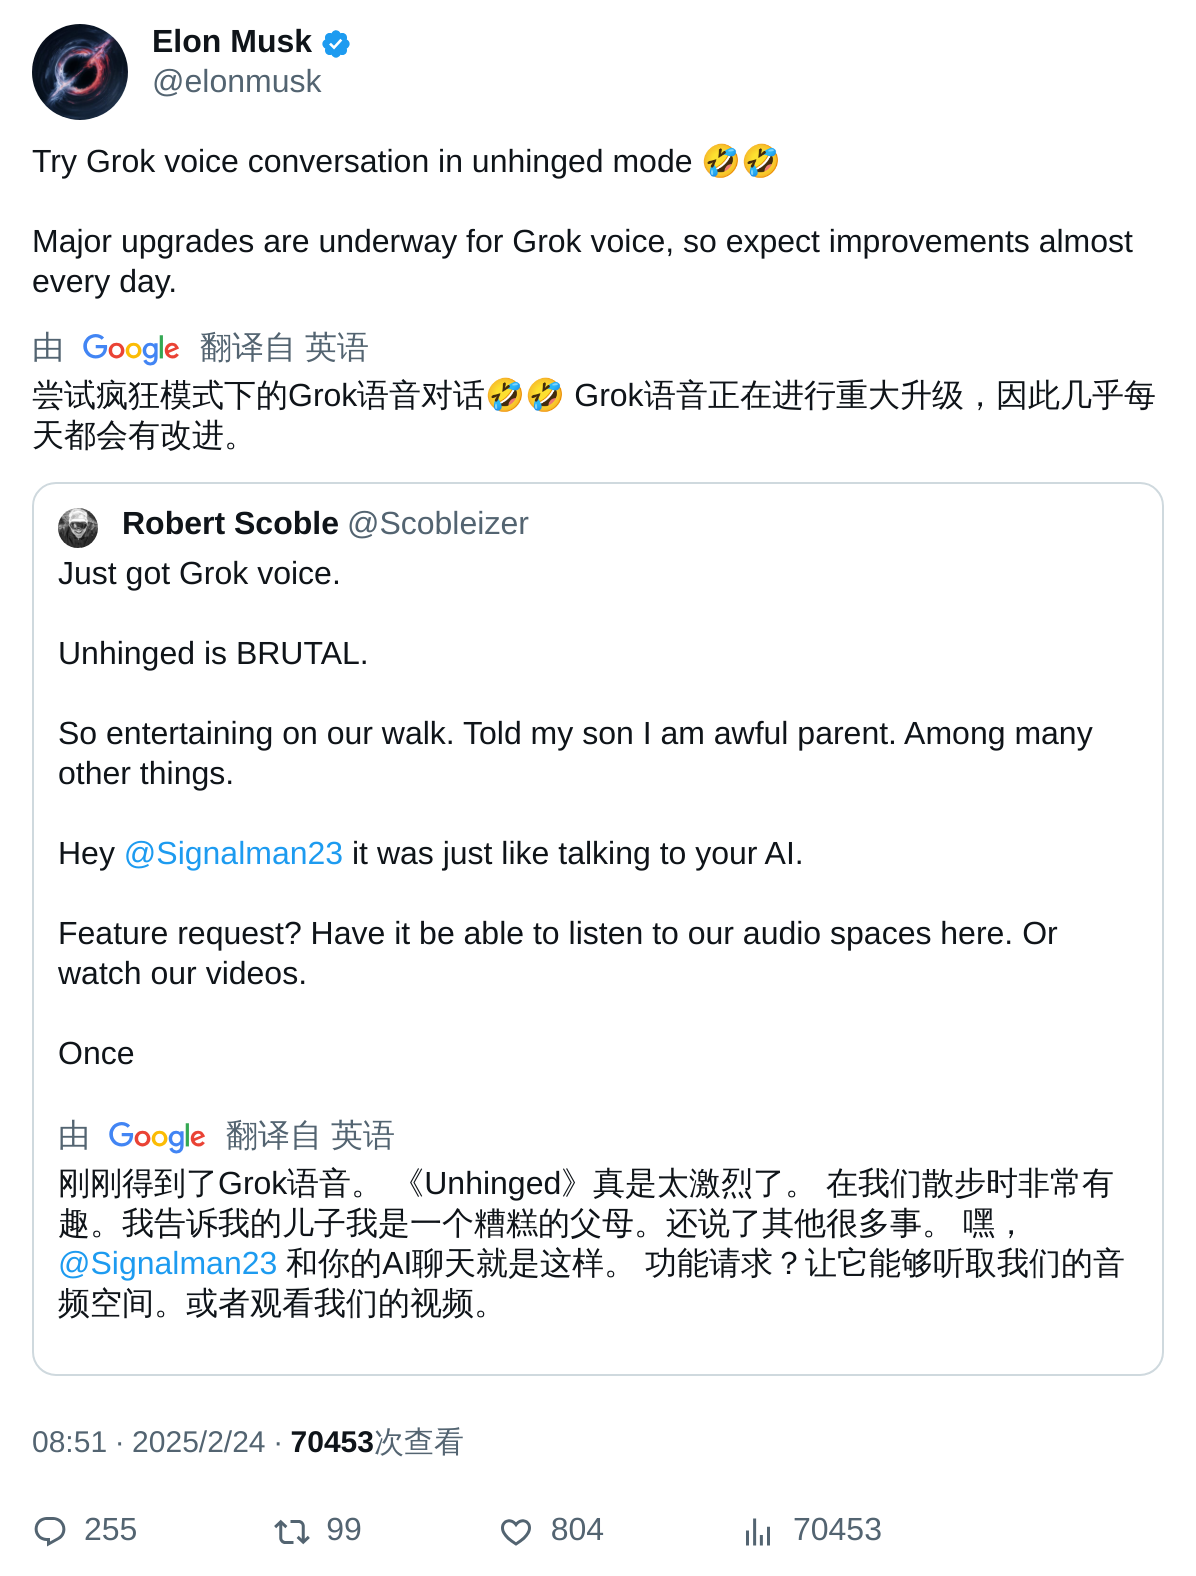 Elon Musk
@elonmusk
Try Grok voice conversation in unhinged mode 🤣🤣
Major upgrades are underway for Grok voice, so expect improvements almost
every day.
由 Google 翻译自 英语
尝试疯狂模式下的Grok语音对话🤣🤣 Grok语音正在进行重大升级，因此几乎每
天都会有改进。
Robert Scoble @Scobleizer
Just got Grok voice.
Unhinged is BRUTAL.
So entertaining on our walk. Told my son I am awful parent. Among many
other things.
Hey @Signalman23 it was just like talking to your AI.
Feature request? Have it be able to listen to our audio spaces here. Or
watch our videos.
Once
由 Google 翻译自 英语
刚刚得到了Grok语音。 《Unhinged》真是太激烈了。 在我们散步时非常有
趣。我告诉我的儿子我是一个糟糕的父母。还说了其他很多事。 嘿，
@Signalman23 和你的AI聊天就是这样。 功能请求？让它能够听取我们的音
频空间。或者观看我们的视频。
08:51 · 2025/2/24 · 70453次查看
255 99 804 70453